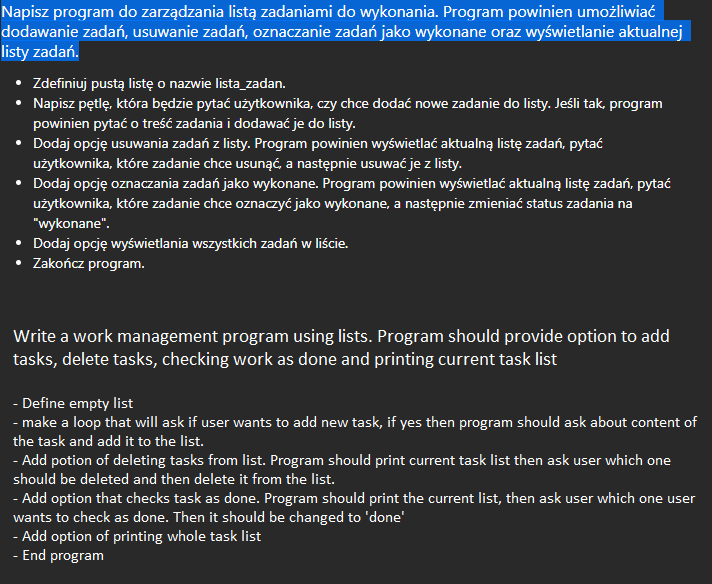 Napisz program do zarządzania listą zadaniami do wykonania. Program powinien umożliwiać
dodawanie zadań, usuwanie zadań, oznaczanie zadań jako wykonane oraz wyświetlanie aktualnej
listy zadań.
• Zdefiniuj pustą listę o nazwie lista_zadan.
• Napisz pętlę, która będzie pytać użytkownika, czy chce dodać nowe zadanie do listy. Jeśli tak, program
powinien pytać o treść zadania i dodawać je do listy.
• Dodaj opcję usuwania zadań z listy. Program powinien wyświetlać aktualną listę zadań, pytać
użytkownika, które zadanie chce usunąć, a następnie usuwać je z listy.
• Dodaj opcję oznaczania zadań jako wykonane. Program powinien wyświetlać aktualną listę zadań, pytać
użytkownika, które zadanie chce oznaczyć jako wykonane, a następnie zmieniać status zadania na
"wykonane".
• Dodaj opcję wyświetlania wszystkich zadań w liście.
• Zakończ program.
Write a work management program using lists. Program should provide option to add
tasks, delete tasks, checking work as done and printing current task list
- Define empty list
- make a loop that will ask if user wants to add new task, if yes then program should ask about content of
the task and add it to the list.
- Add potion of deleting tasks from list. Program should print current task list then ask user which one
should be deleted and then delete it from the list.
- Add option that checks task as done. Program should print the current list, then ask user which one user
wants to check as done. Then it should be changed to 'done'
- Add option of printing whole task list
- End program